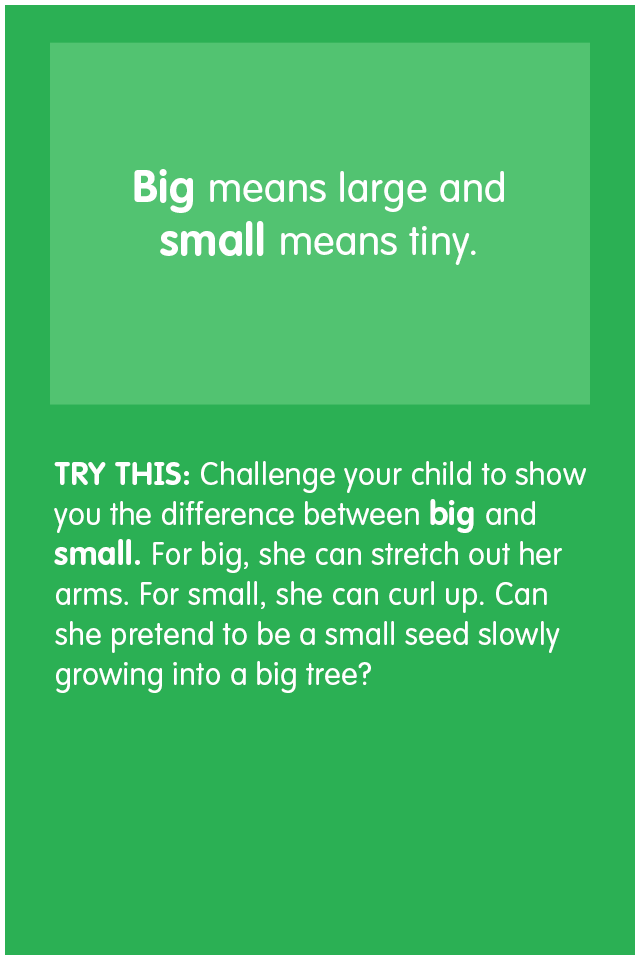 Big means large and
small means tiny.
TRY THIS: Challenge your child to show
you the difference between big and
small. For big, she can stretch out her
arms. For small, she can curl up. Can
she pretend to be a small seed slowly
growing into a big tree?